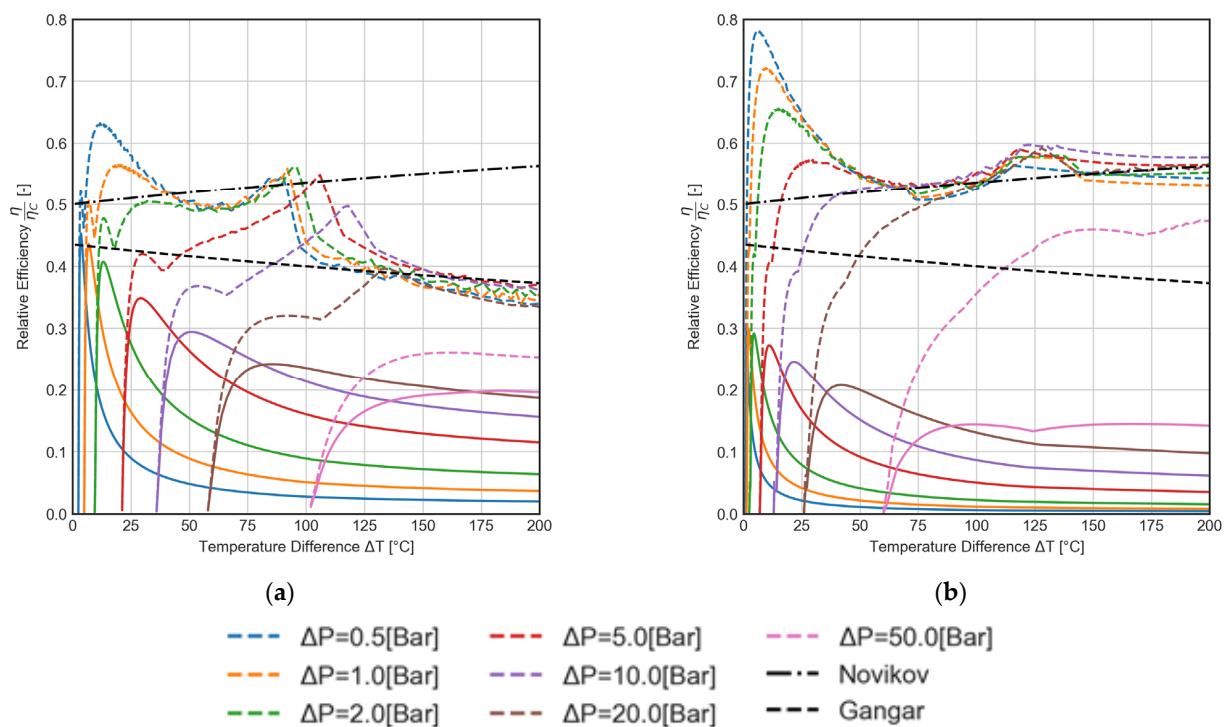 0.8
0.7
0.6
0.5
0.4
0.3
0.2
0.1
0.0
Relative Efficiency η/ηC [-]
0 25 50 75 100 125 150 175 200
Temperature Difference ΔT [°C]
(a)
0.8
0.7
0.6
0.5
0.4
0.3
0.2
0.1
0.0
Relative Efficiency η/ηC [-]
0 25 50 75 100 125 150 175 200
Temperature Difference ΔT [°C]
(b)
ΔP=0.5[Bar] ΔP=5.0[Bar] ΔP=50.0[Bar]
ΔP=1.0[Bar] ΔP=10.0[Bar] Novikov
ΔP=2.0[Bar] ΔP=20.0[Bar] Gangar